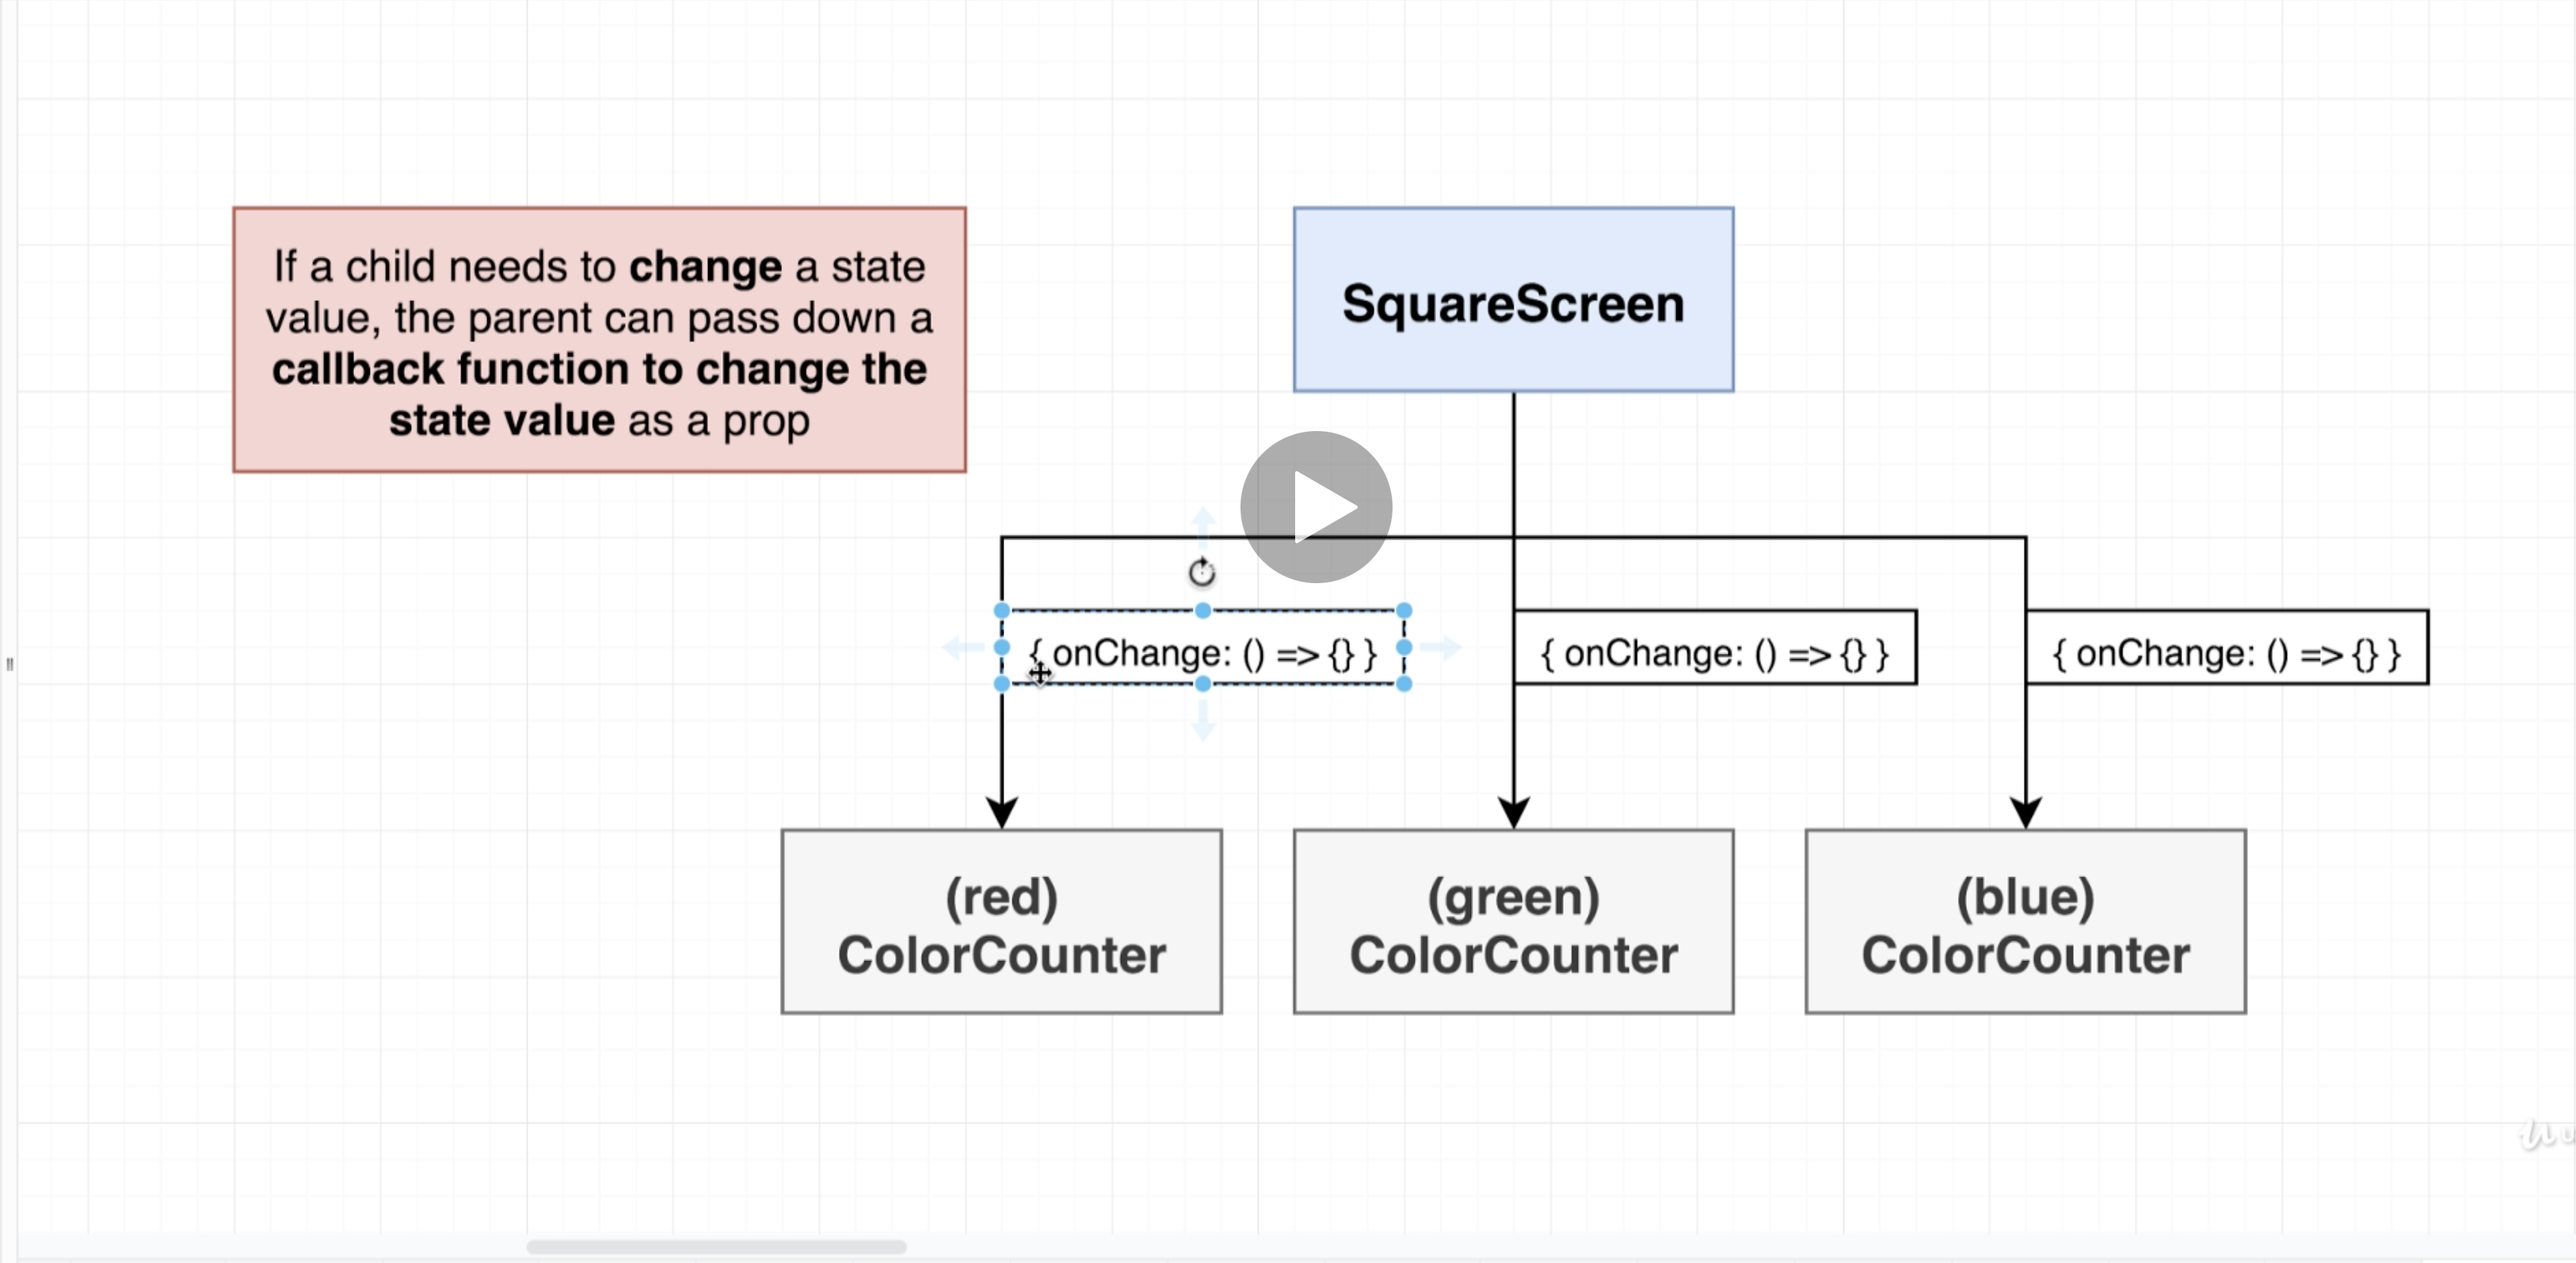 If a child needs to change a state
value, the parent can pass down a
callback function to change the
state value as a prop
SquareScreen
{ onChange: () => {} }
{ onChange: () => {} }
{ onChange: () => {} }
(red)
ColorCounter
(green)
ColorCounter
(blue)
ColorCounter